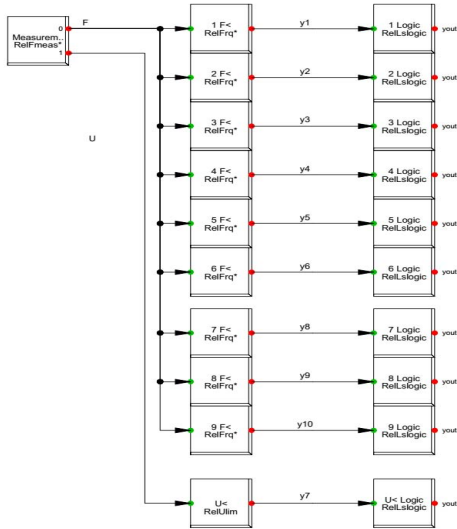 F
0
Measurem..
RelFmeas*
1
U
1 F<
RelFrq*
y1
1 Logic
RelLslogic
yout
2 F<
RelFrq*
y2
2 Logic
RelLslogic
yout
3 F<
RelFrq*
y3
3 Logic
RelLslogic
yout
4 F<
RelFrq*
y4
4 Logic
RelLslogic
yout
5 F<
RelFrq*
y5
5 Logic
RelLslogic
yout
6 F<
RelFrq*
y6
6 Logic
RelLslogic
yout
7 F<
RelFrq*
y8
7 Logic
RelLslogic
yout
8 F<
RelFrq*
y9
8 Logic
RelLslogic
yout
9 F<
RelFrq*
y10
9 Logic
RelLslogic
yout
U<
RelUlim
y7
U< Logic
RelLslogic
yout